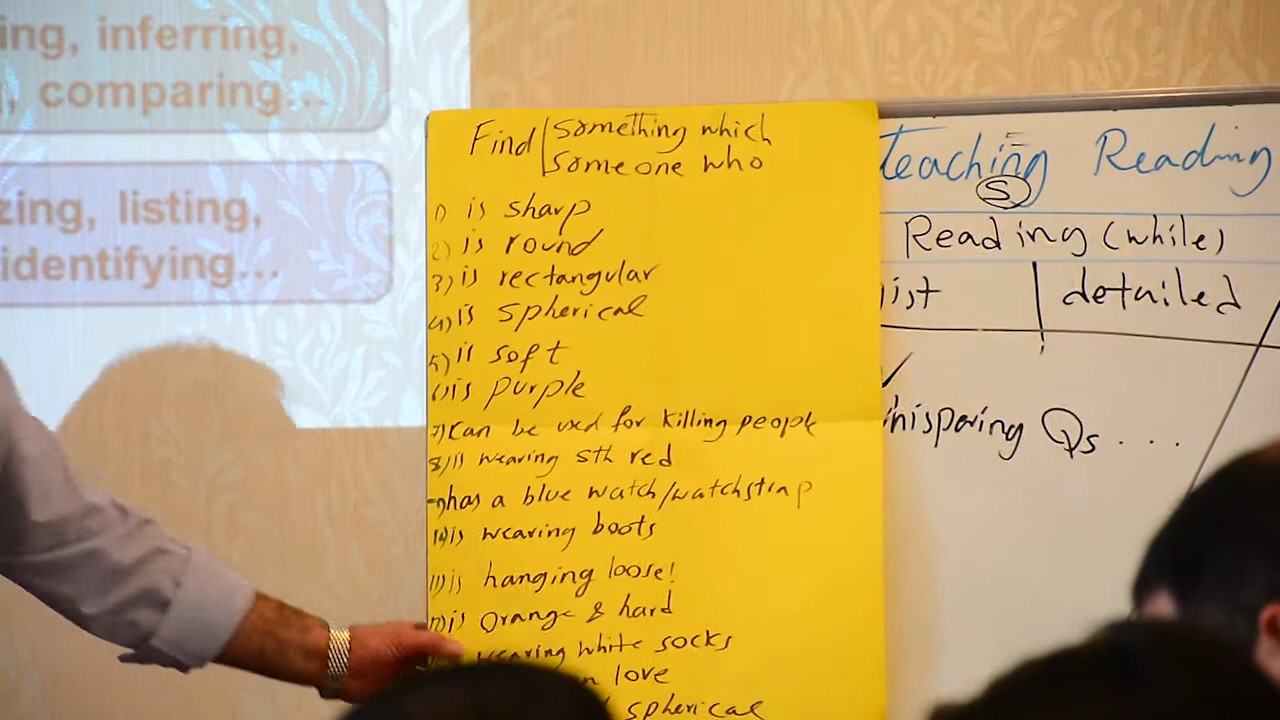 ing, inferring,
, comparing...
zing, listing,
identifying...
Find
something which
someone who
1) is sharp
2) is round
3) is rectangular
4) is spherical
5) is soft
6) is purple
7) can be used for killing people
8) is wearing sth red
9) has a blue watch/watchstrap
10) is wearing boots
11) is hanging loose!
12) is orange & hard
wearing white socks
n love
spherical
Teaching Reading
S
Reading (while)
ist
detailed
hisparing Qs....